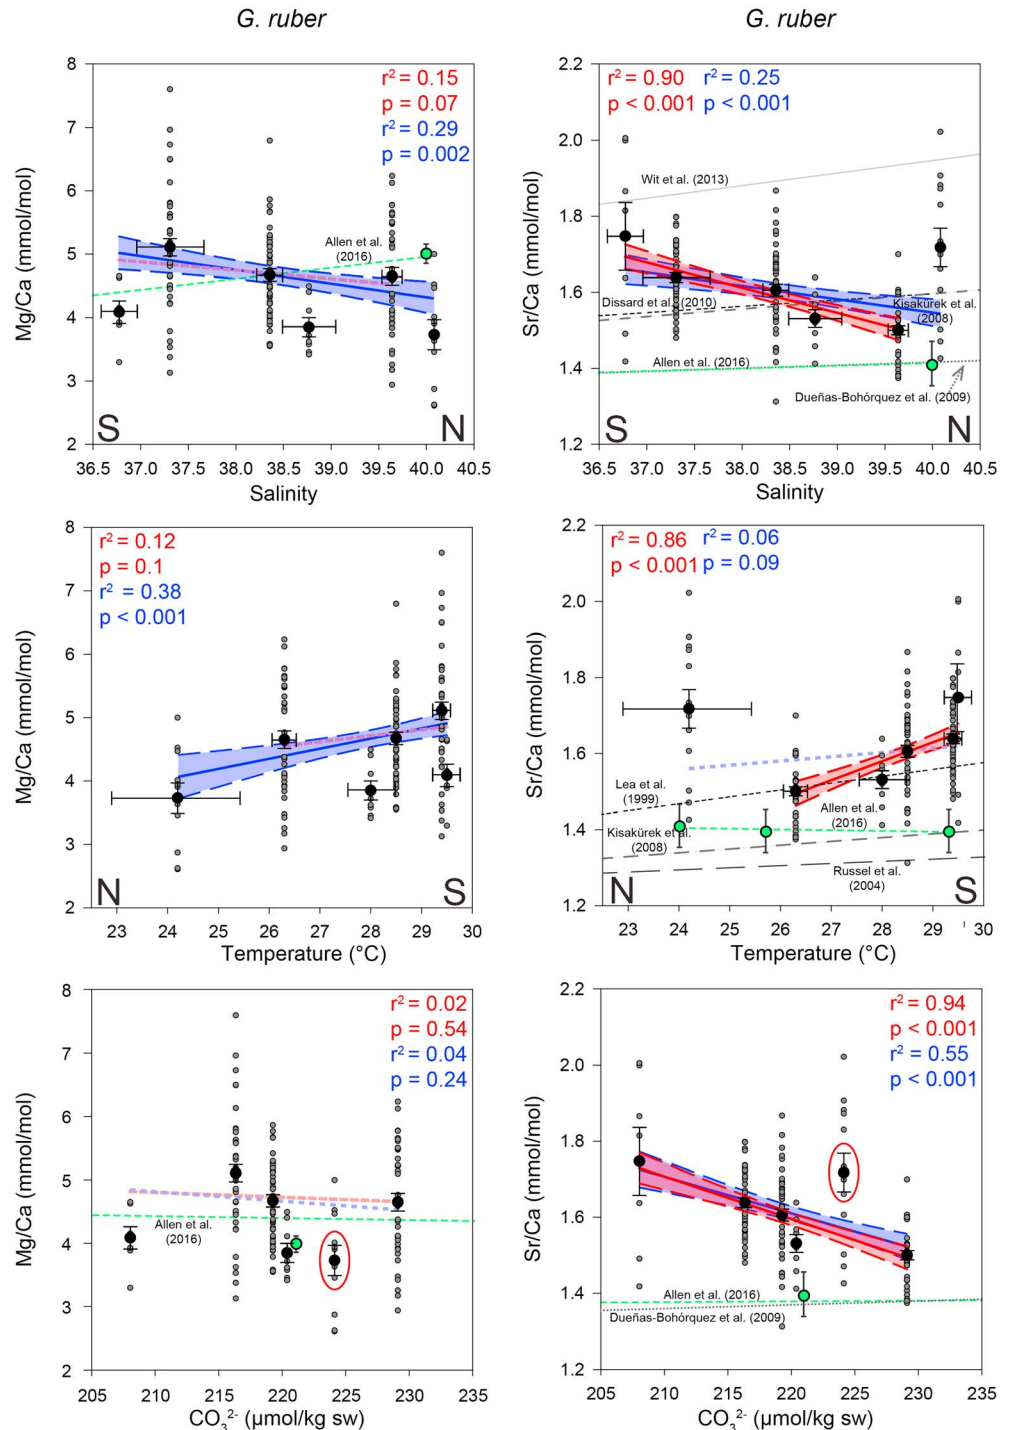 G. ruber
G. ruber
8
7
6
5
4
3
2
Mg/Ca (mmol/mol)
r² = 0.15
p = 0.07
r² = 0.29
p = 0.002
Allen et al.
(2016)
S
N
36.5 37.0 37.5 38.0 38.5 39.0 39.5 40.0 40.5
Salinity
2.2
2.0
1.8
1.6
1.4
1.2
Sr/Ca (mmol/mol)
r² = 0.90 r² = 0.25
p < 0.001 p < 0.001
Wit et al. (2013)
Dissard et al. (2010)
Kisakürek et al.
(2008)
Allen et al. (2016)
Dueñas-Bohórquez et al. (2009)
S
N
36.5 37.0 37.5 38.0 38.5 39.0 39.5 40.0 40.5
Salinity
8
7
6
5
4
3
2
Mg/Ca (mmol/mol)
r² = 0.12
p = 0.1
r² = 0.38
p < 0.001
N
S
23 24 25 26 27 28 29
Temperature (°C)
2.2
2.0
1.8
1.6
1.4
1.2
Sr/Ca (mmol/mol)
r² = 0.86 r² = 0.06
p < 0.001 p = 0.09
Lea et al.
(1999)
Allen et al.
(2016)
Kisakürek et al.
(2008)
Russel et al.
(2004)
N
S
23 24 25 26 27 28 29 30
Temperature (°C)
8
7
6
5
4
3
2
Mg/Ca (mmol/mol)
r² = 0.02
p = 0.54
r² = 0.04
p = 0.24
Allen et al.
(2016)
205 210 215 220 225 230 235
CO₃²⁻ (µmol/kg sw)
2.2
2.0
1.8
1.6
1.4
1.2
Sr/Ca (mmol/mol)
r² = 0.94
p < 0.001
r² = 0.55
p < 0.001
Allen et al. (2016)
Dueñas-Bohórquez et al. (2009)
205 210 215 220 225 230 235
CO₃²⁻ (µmol/kg sw)